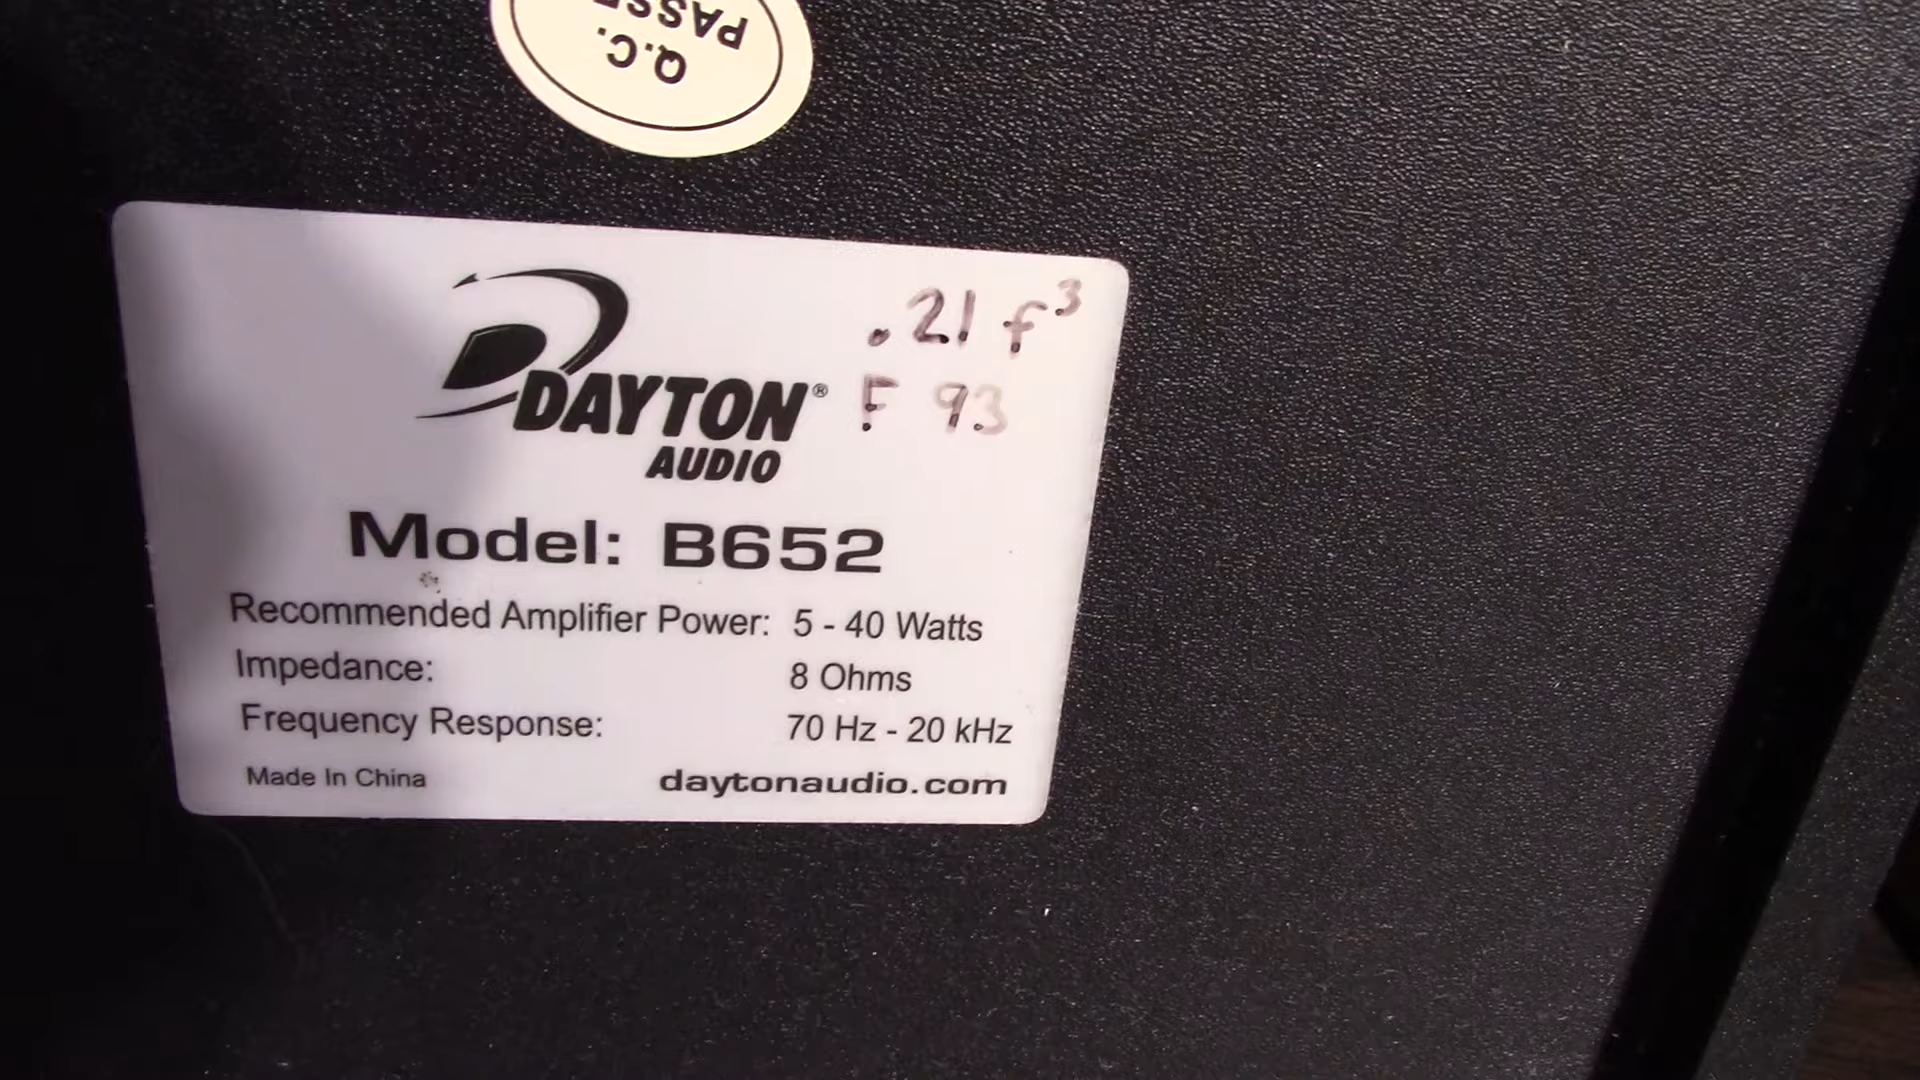 Q.C.
PASSE
.21 f³
DAYTON® F 93
AUDIO
Model: B652
Recommended Amplifier Power: 5 - 40 Watts
Impedance: 8 Ohms
Frequency Response: 70 Hz - 20 kHz
Made In China daytonaudio.com